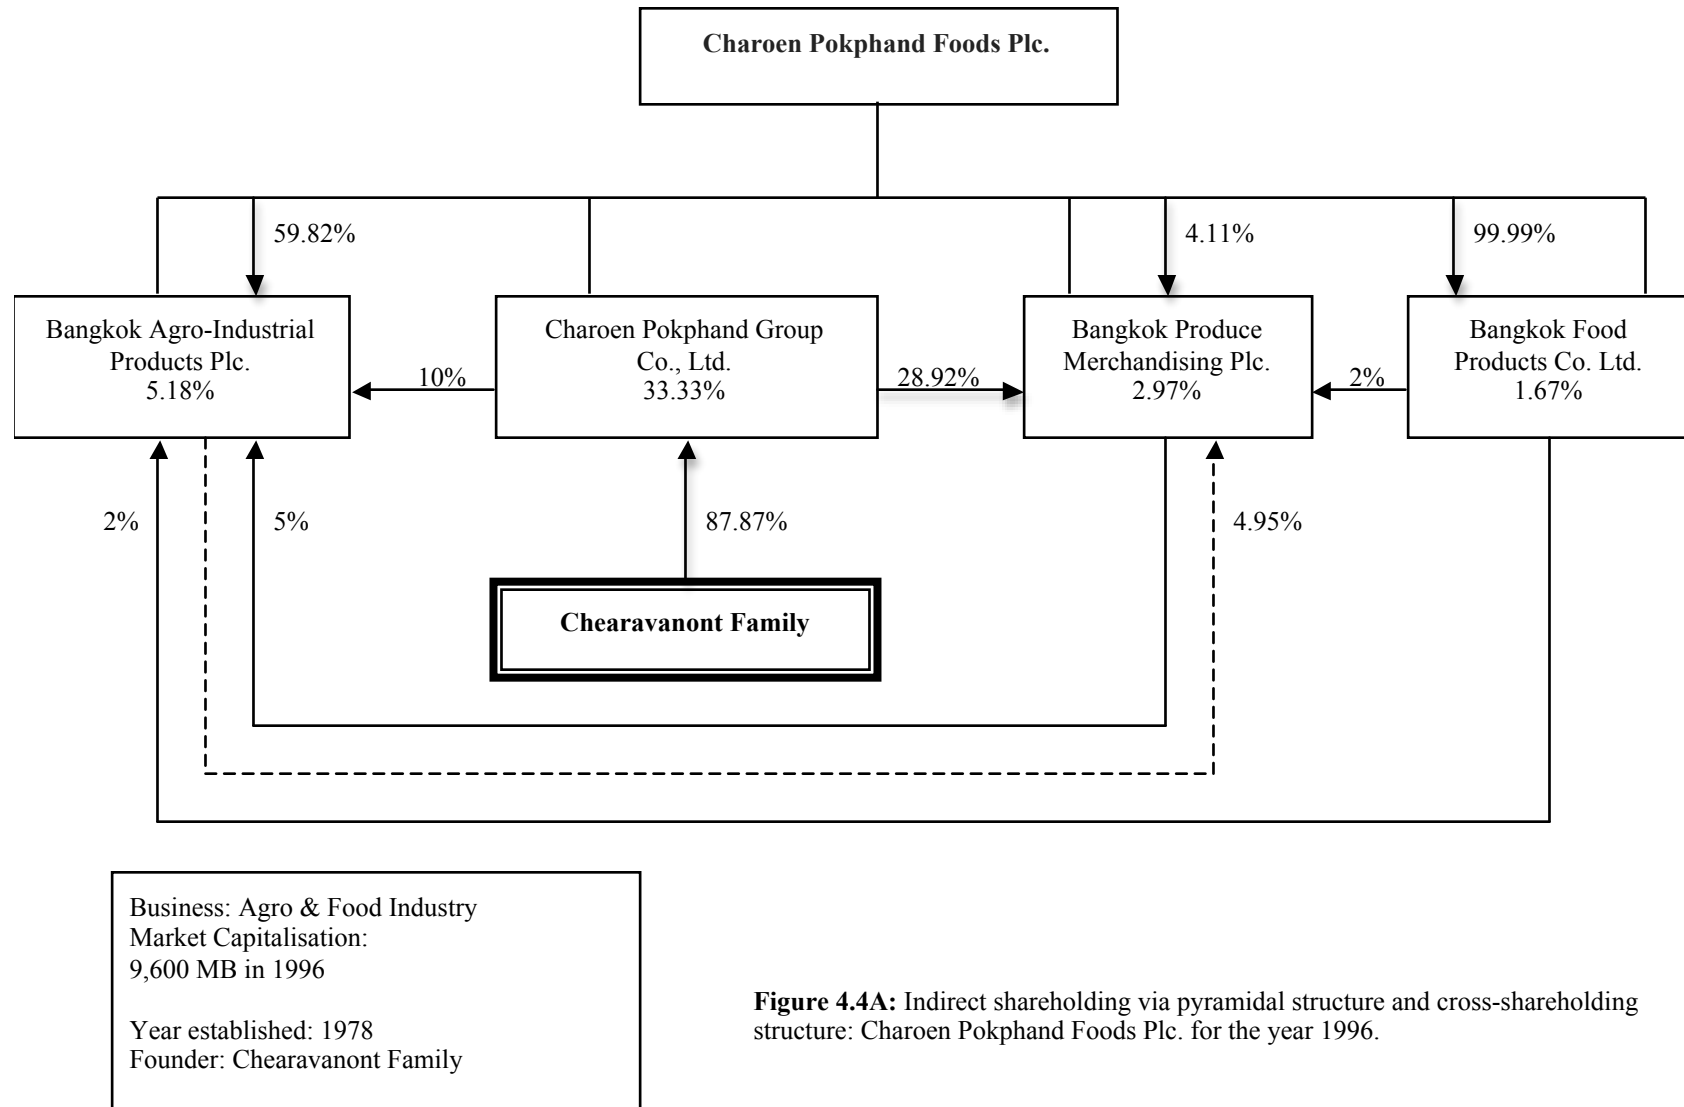 Charoen Pokphand Foods Plc.
59.82%
4.11%
99.99%
Bangkok Agro-Industrial
Products Plc.
5.18%
10%
Charoen Pokphand Group
Co., Ltd.
33.33%
28.92%
Bangkok Produce
Merchandising Plc.
2.97%
2%
Bangkok Food
Products Co. Ltd.
1.67%
2%
5%
87.87%
4.95%
Chearavanont Family
Business: Agro & Food Industry
Market Capitalisation:
9,600 MB in 1996
Year established: 1978
Founder: Chearavanont Family
Figure 4.4A: Indirect shareholding via pyramidal structure and cross-shareholding
structure: Charoen Pokphand Foods Plc. for the year 1996.